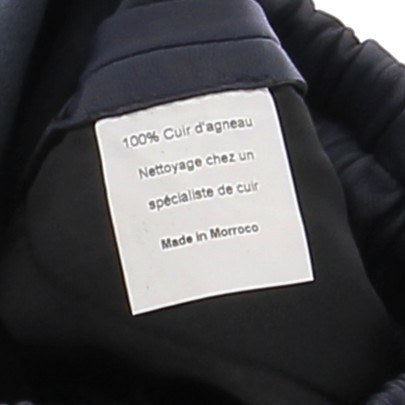 100% Cuir d'agneau
Nettoyage chez un
spécialiste de cuir
Made in Morroco